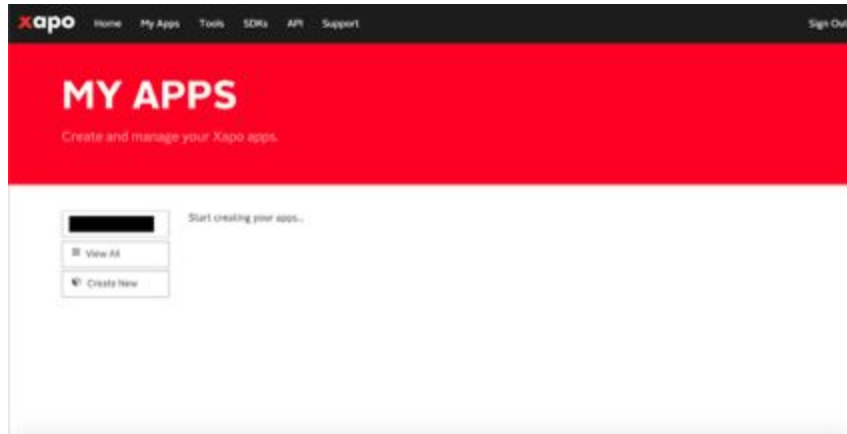 xapo Home My Apps Tools SDKs API Support Sign Out
MY APPS
Create and manage your Xapo apps.
Start creating your apps...
View All
Create New